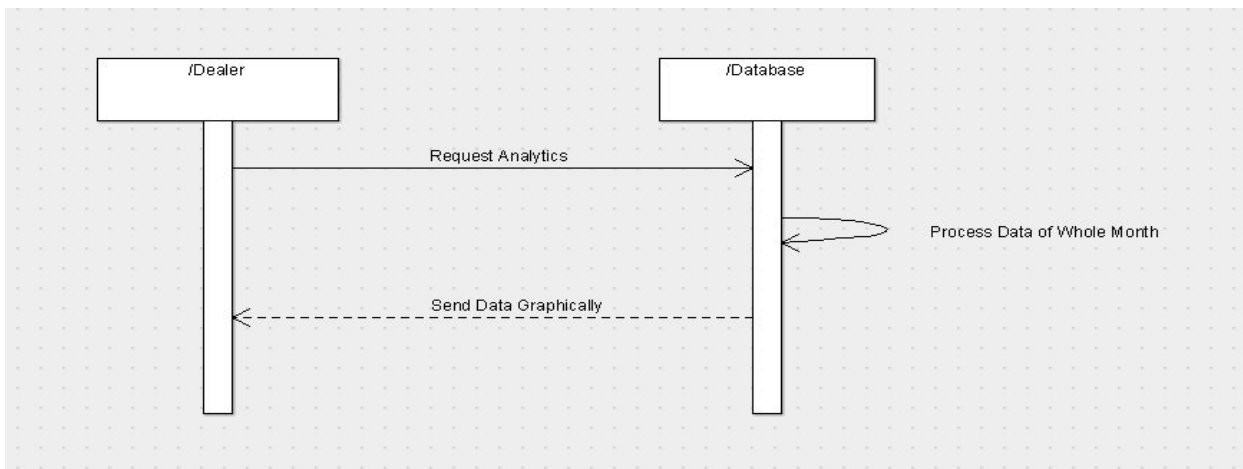 /Dealer
/Database
Request Analytics
Process Data of Whole Month
Send Data Graphically